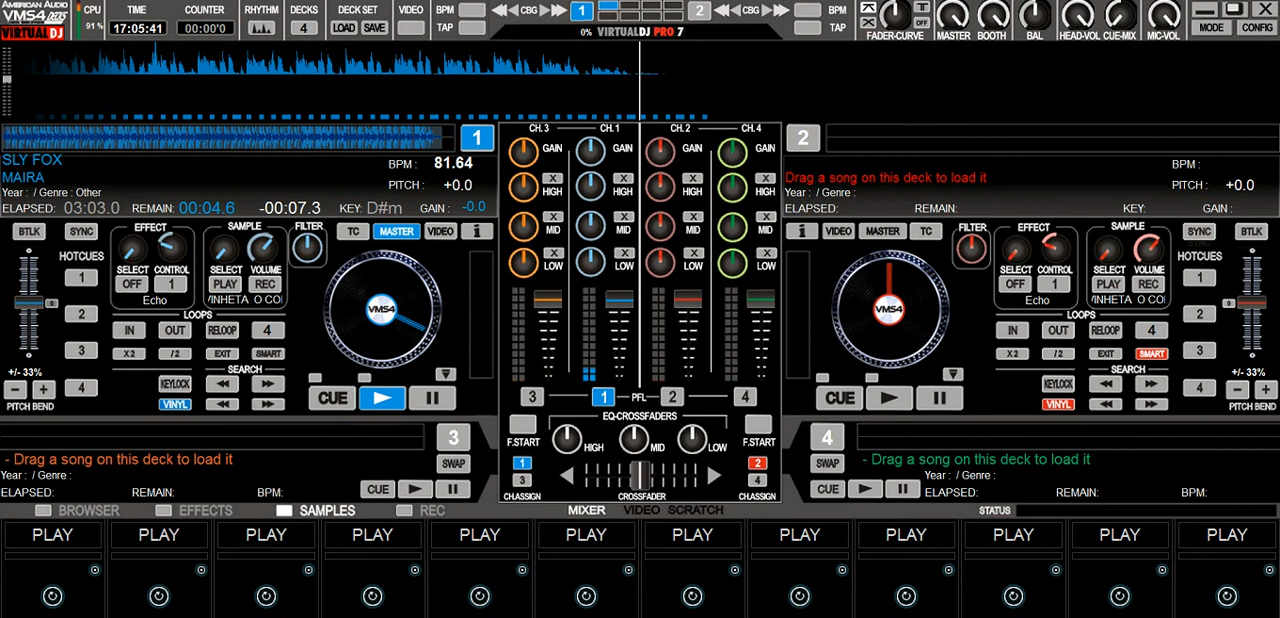 AMERICAN AUDIO
VMS4 DECKS
VIRTUAL DJ
CPU
91 %
TIME
17:05:41
COUNTER
00:00'0
RHYTHM
DECKS
4
DECK SET
LOAD SAVE
VIDEO
BPM
TAP
CBG
1
2
CBG
BPM
TAP
0% VIRTUALDJ PRO 7
T
OFF
FADER-CURVE
MASTER
BOOTH
BAL
HEAD-VOL
CUE-MIX
MIC-VOL
MODE
CONFIG
1
SLY FOX
MAIRA
Year : / Genre : Other
BPM : 81.64
PITCH : +0.0
ELAPSED: 03:03.0 REMAIN: 00:04.6 -00:07.3 KEY: D#m GAIN : -0.0
CH. 3 CH. 1 CH. 2 CH. 4
GAIN GAIN GAIN GAIN
X X X X
HIGH HIGH HIGH HIGH
X X X X
MID MID MID MID
X X X X
LOW LOW LOW LOW
2
Drag a song on this deck to load it
Year : / Genre :
BPM :
PITCH : +0.0
ELAPSED: REMAIN: KEY: GAIN :
BTLK SYNC
EFFECT
SAMPLE
FILTER
TC MASTER VIDEO i
HOTCUES
SELECT CONTROL SELECT VOLUME
OFF 1 PLAY REC
Echo VINHETA O CO
1
2
3
4
LOOPS
IN OUT RELOOP 4
X 2 / 2 EXIT SMART
SEARCH
KEYLOCK
VINYL
+/- 33%
- +
PITCH BEND
VMS4
CUE
3 1 PFL 2 4
EQ-CROSSFADERS
F.START
HIGH MID LOW
F.START
1
3
CH.ASSIGN
CROSSFADER
2
4
CH.ASSIGN
i VIDEO MASTER TC
FILTER
EFFECT
SAMPLE
SYNC BTLK
HOTCUES
SELECT CONTROL SELECT VOLUME
OFF 1 PLAY REC
Echo VINHETA O CO
1
2
3
4
LOOPS
IN OUT RELOOP 4
X 2 / 2 EXIT SMART
SEARCH
KEYLOCK
VINYL
+/- 33%
- +
PITCH BEND
VMS4
CUE
3
- Drag a song on this deck to load it
Year : / Genre :
SWAP
ELAPSED: REMAIN: BPM:
CUE
4
- Drag a song on this deck to load it
SWAP
Year : / Genre :
CUE
ELAPSED: REMAIN: BPM:
BROWSER EFFECTS SAMPLES REC MIXER VIDEO SCRATCH STATUS
PLAY PLAY PLAY PLAY PLAY PLAY PLAY PLAY PLAY PLAY PLAY PLAY